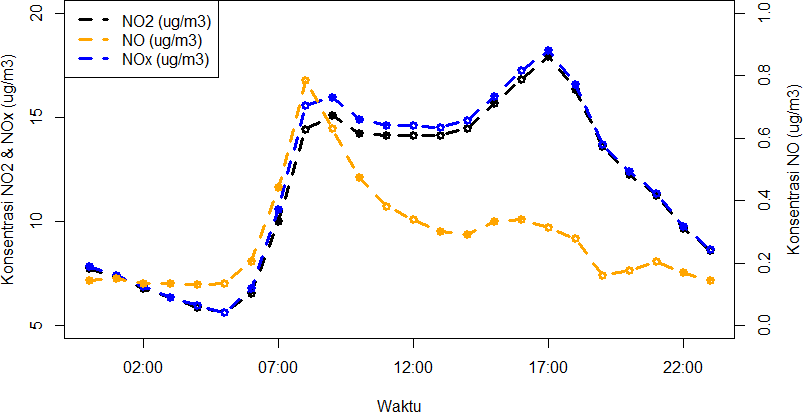 NO2 (ug/m3)
NO (ug/m3)
NOx (ug/m3)
Konsentrasi NO2 & NOx (ug/m3)
20
15
10
5
1.0
0.8
0.6
0.4
0.2
0.0
Konsentrasi NO (ug/m3)
02:00 07:00 12:00 17:00 22:00
Waktu